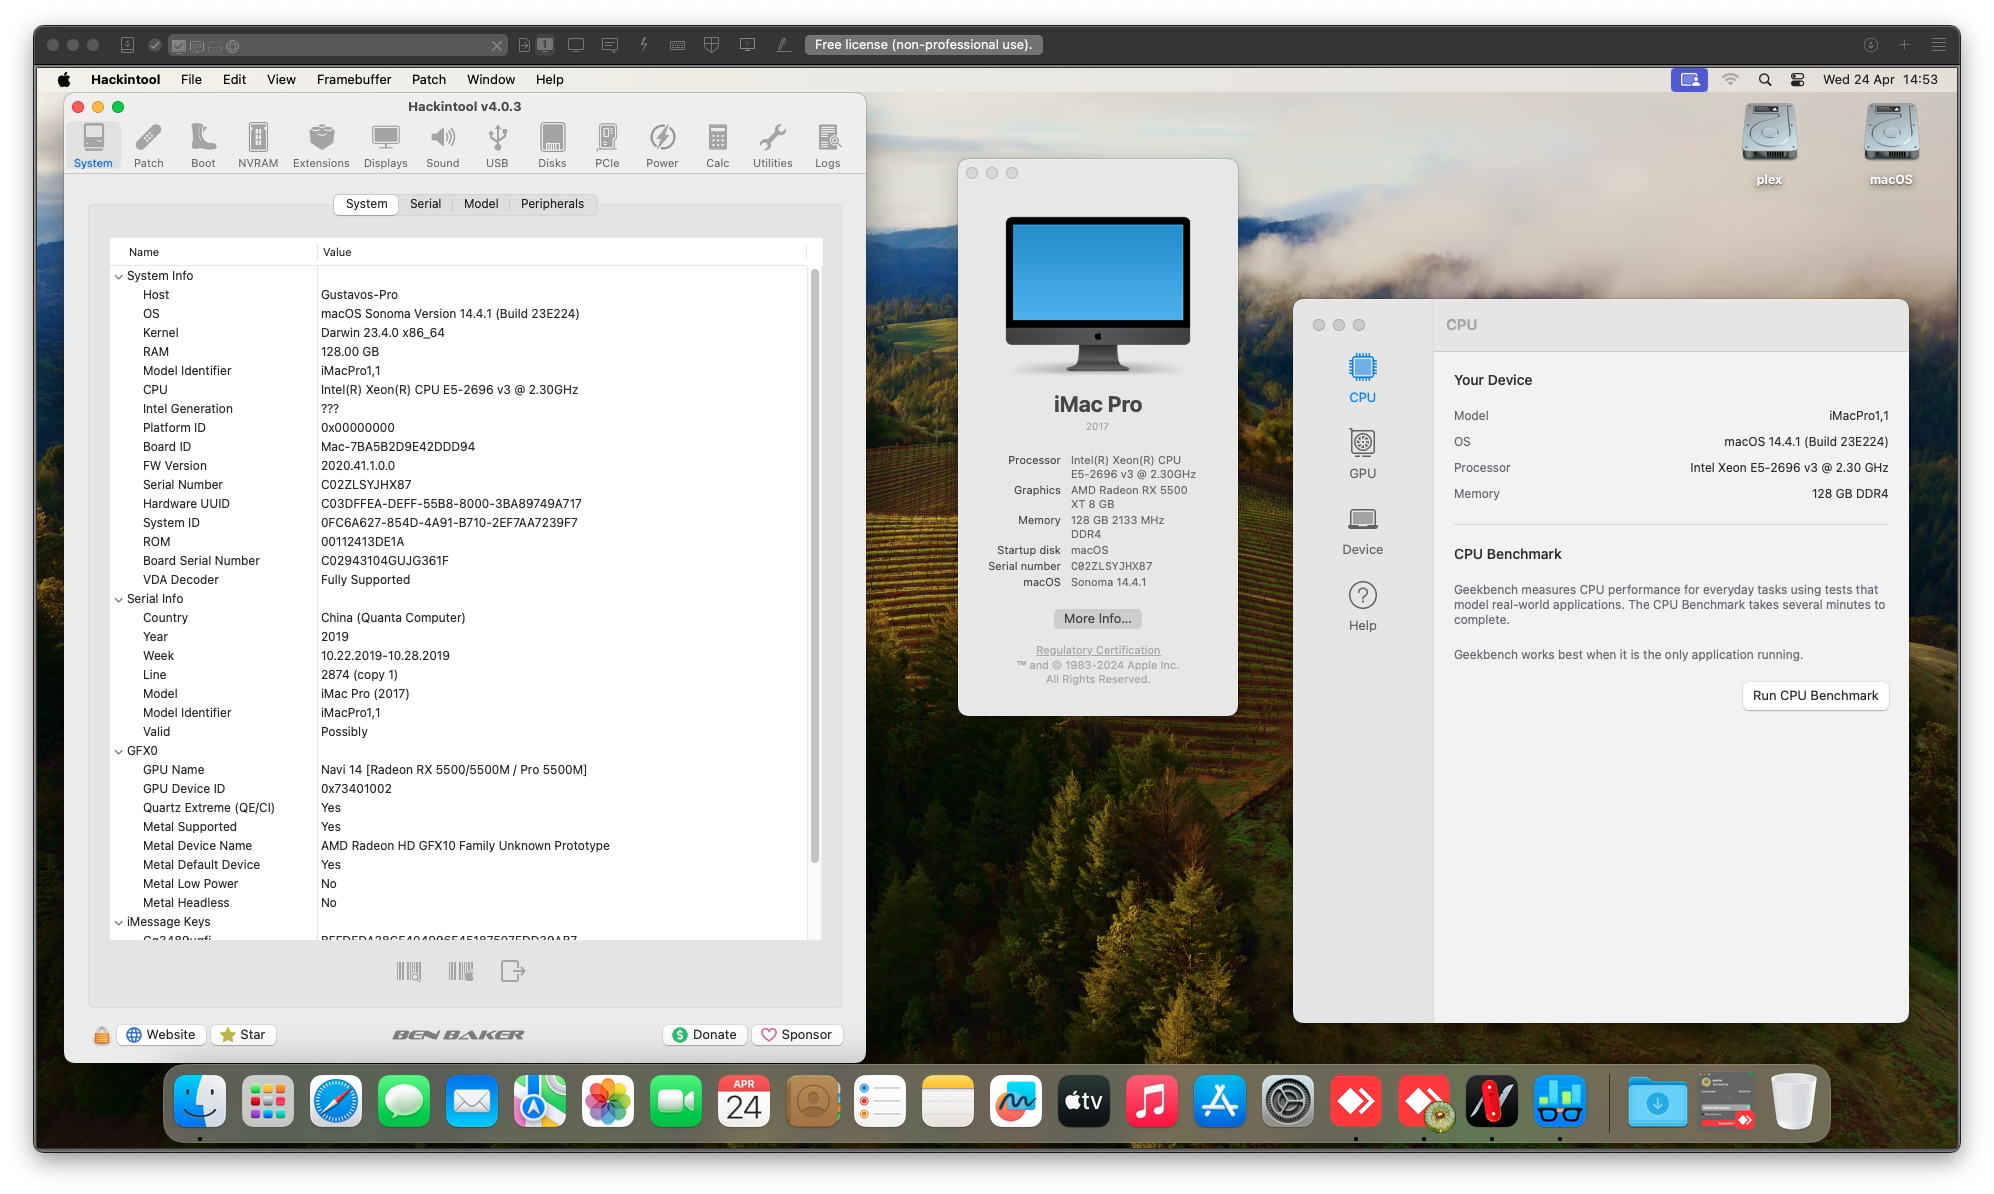 1
Free license (non-professional use).
Hackintool File Edit View Framebuffer Patch Window Help
Wed 24 Apr 14:53
Hackintool v4.0.3
System Patch Boot NVRAM Extensions Displays Sound USB Disks PCIe Power Calc Utilities Logs
System Serial Model Peripherals
Name Value
System Info
Host Gustavos-Pro
OS macOS Sonoma Version 14.4.1 (Build 23E224)
Kernel Darwin 23.4.0 x86_64
RAM 128.00 GB
Model Identifier iMacPro1,1
CPU Intel(R) Xeon(R) CPU E5-2696 v3 @ 2.30GHz
Intel Generation ???
Platform ID 0x00000000
Board ID Mac-7BA5B2D9E42DDD94
FW Version 2020.41.1.0.0
Serial Number C02ZLSYJHX87
Hardware UUID C03DFFEA-DEFF-55B8-8000-3BA89749A717
System ID 0FC6A627-854D-4A91-B710-2EF7AA7239F7
ROM 00112413DE1A
Board Serial Number C02943104GUJG361F
VDA Decoder Fully Supported
Serial Info
Country China (Quanta Computer)
Year 2019
Week 10.22.2019-10.28.2019
Line 2874 (copy 1)
Model iMac Pro (2017)
Model Identifier iMacPro1,1
Valid Possibly
GFX0
GPU Name Navi 14 [Radeon RX 5500/5500M / Pro 5500M]
GPU Device ID 0x73401002
Quartz Extreme (QE/CI) Yes
Metal Supported Yes
Metal Device Name AMD Radeon HD GFX10 Family Unknown Prototype
Metal Default Device Yes
Metal Low Power No
Metal Headless No
iMessage Keys
Website Star BEN BAKER Donate Sponsor
iMac Pro
2017
Processor Intel(R) Xeon(R) CPU
E5-2696 v3 @ 2.30GHz
Graphics AMD Radeon RX 5500
XT 8 GB
Memory 128 GB 2133 MHz
DDR4
Startup disk macOS
Serial number C02ZLSYJHX87
macOS Sonoma 14.4.1
More Info...
Regulatory Certification
™ and © 1983-2024 Apple Inc.
All Rights Reserved.
plex macOS
CPU
GPU
Device
Help
CPU
Your Device
Model iMacPro1,1
OS macOS 14.4.1 (Build 23E224)
Processor Intel Xeon E5-2696 v3 @ 2.30 GHz
Memory 128 GB DDR4
CPU Benchmark
Geekbench measures CPU performance for everyday tasks using tests that
model real-world applications. The CPU Benchmark takes several minutes to
complete.
Geekbench works best when it is the only application running.
Run CPU Benchmark
APR
24
tv